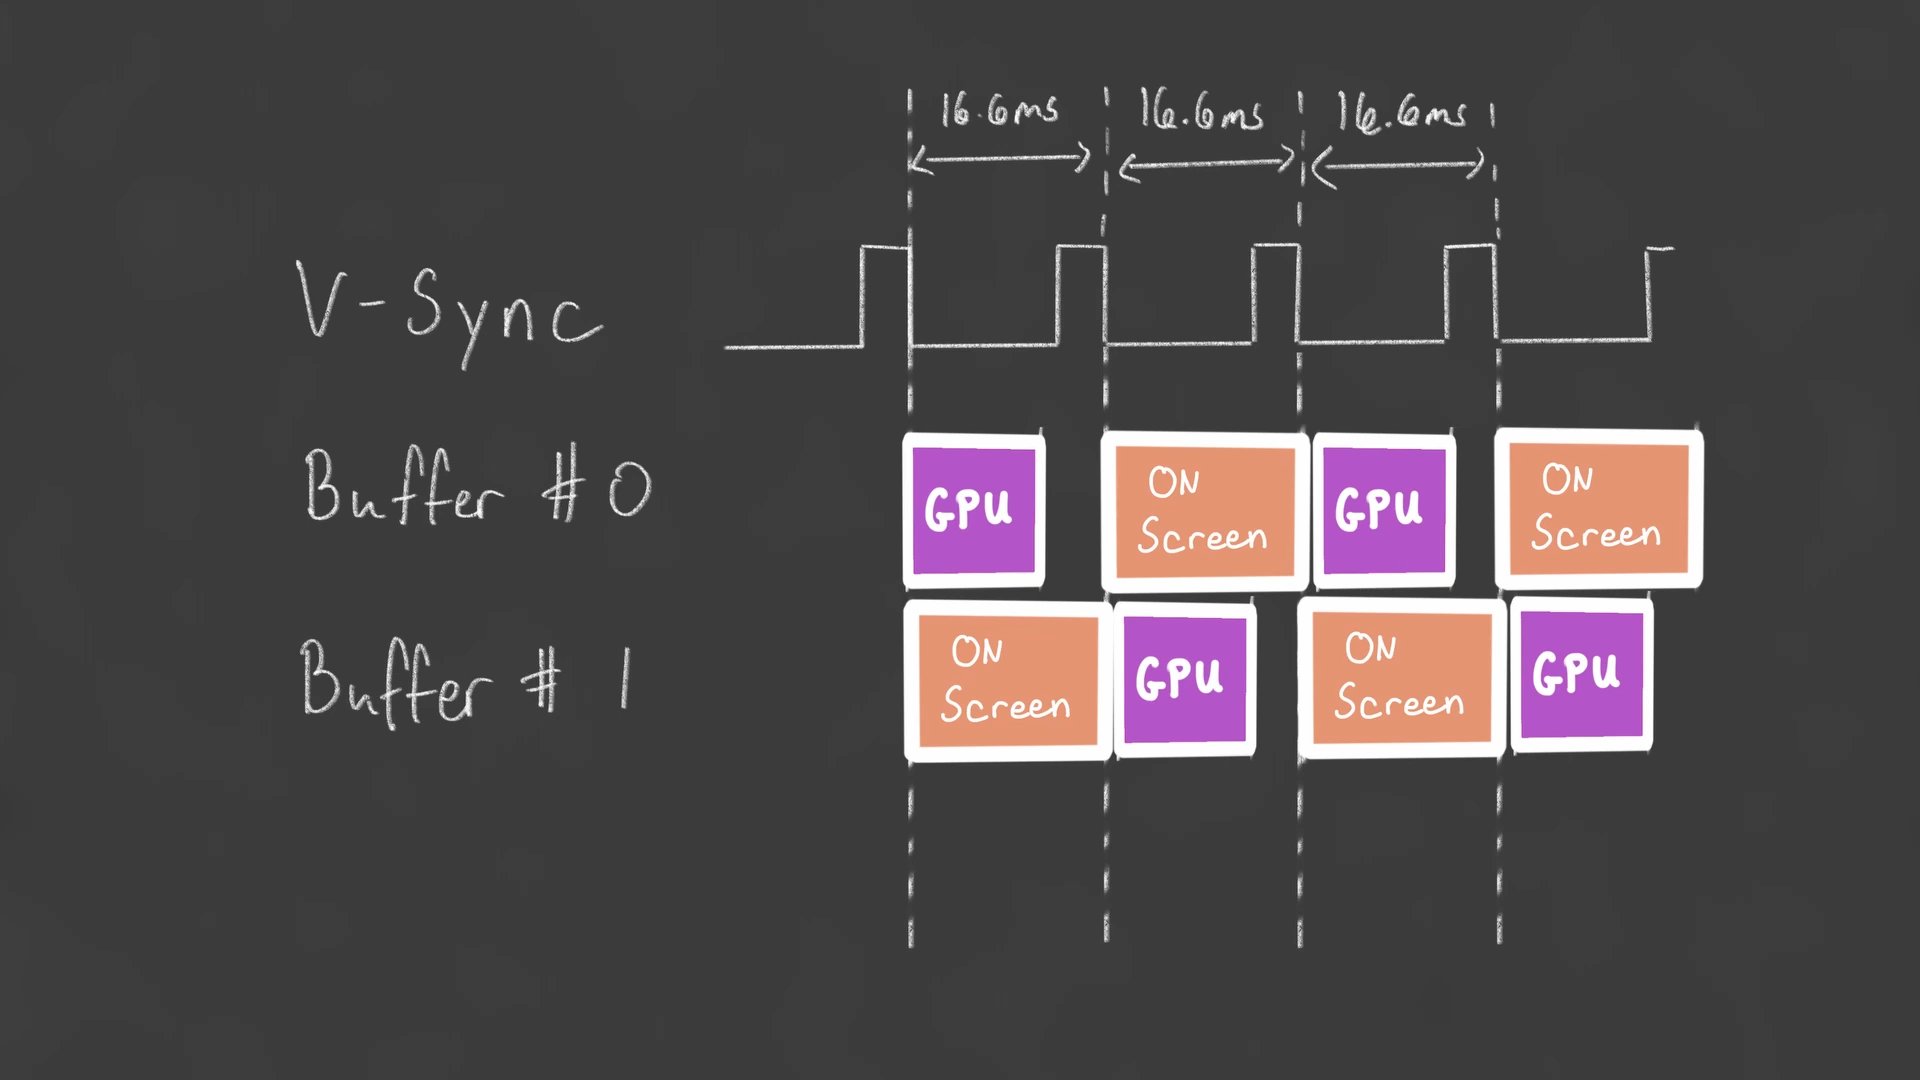 16.6ms 16.6ms 16.6ms
V-Sync
Buffer #0
GPU
ON
Screen
GPU
ON
Screen
Buffer #1
ON
Screen
GPU
ON
Screen
GPU